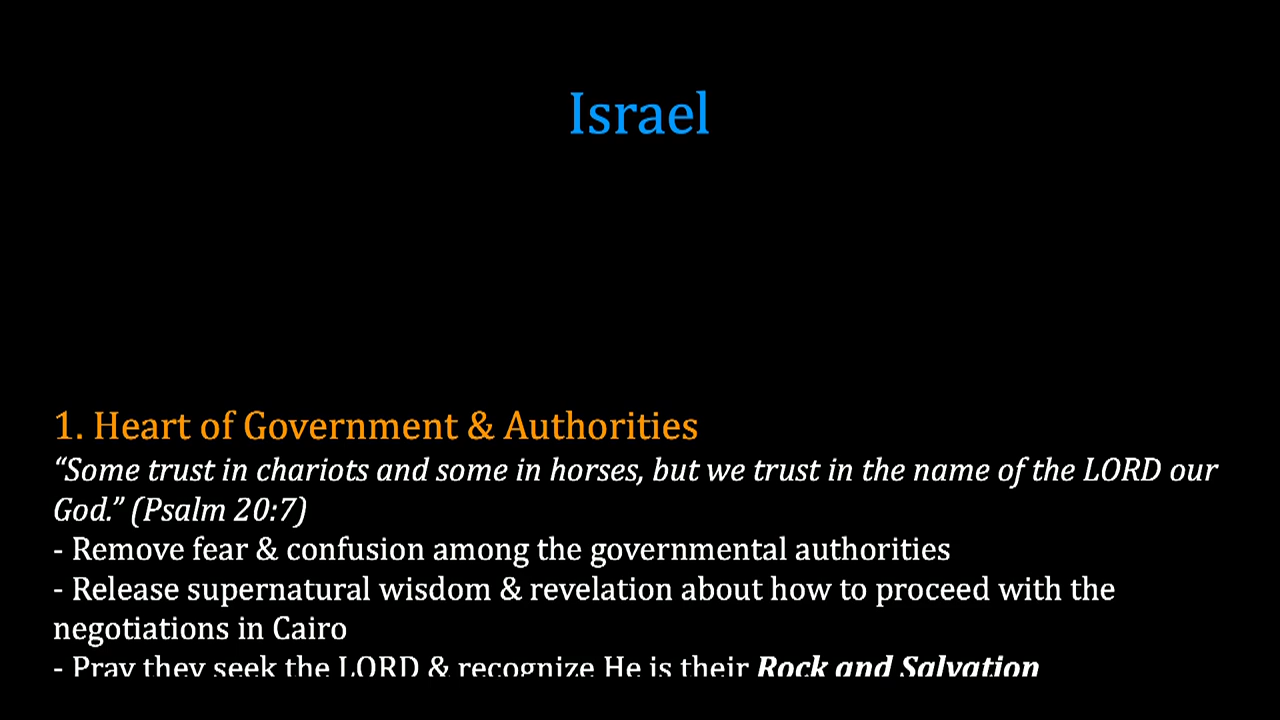 Israel
1. Heart of Government & Authorities
“Some trust in chariots and some in horses, but we trust in the name of the LORD our
God.” (Psalm 20:7)
- Remove fear & confusion among the governmental authorities
- Release supernatural wisdom & revelation about how to proceed with the
negotiations in Cairo
- Pray they seek the LORD & recognize He is their Rock and Salvation